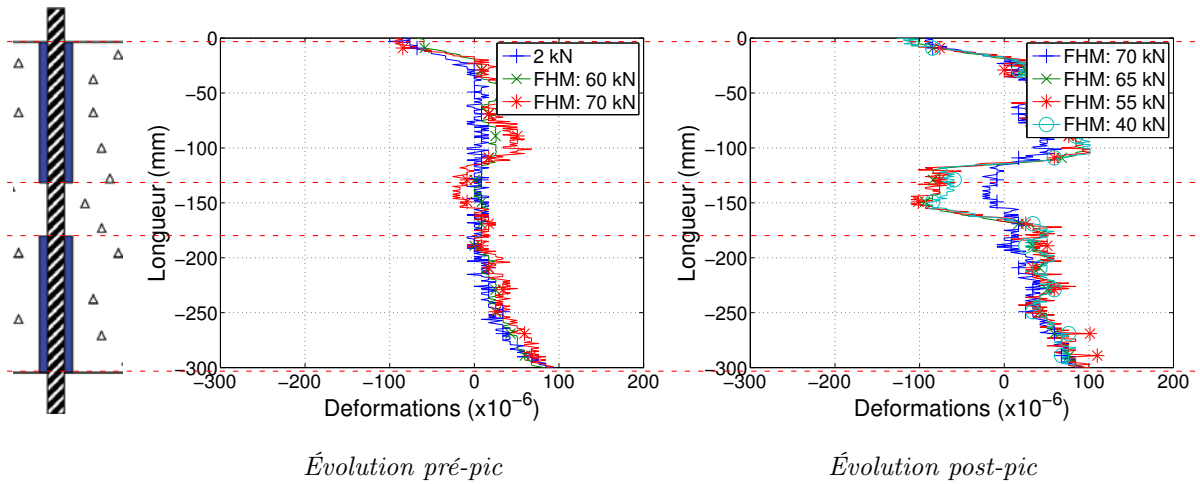 0
−50
−100
−150
−200
−250
−300
Longueur (mm)
−300
−200
−100
0
100
200
Deformations (x10⁻⁶)
2 kN
FHM: 60 kN
FHM: 70 kN
Évolution pré-pic
0
−50
−100
−150
−200
−250
−300
Longueur (mm)
−300
−200
−100
0
100
200
Deformations (x10⁻⁶)
FHM: 70 kN
FHM: 65 kN
FHM: 55 kN
FHM: 40 kN
Évolution post-pic